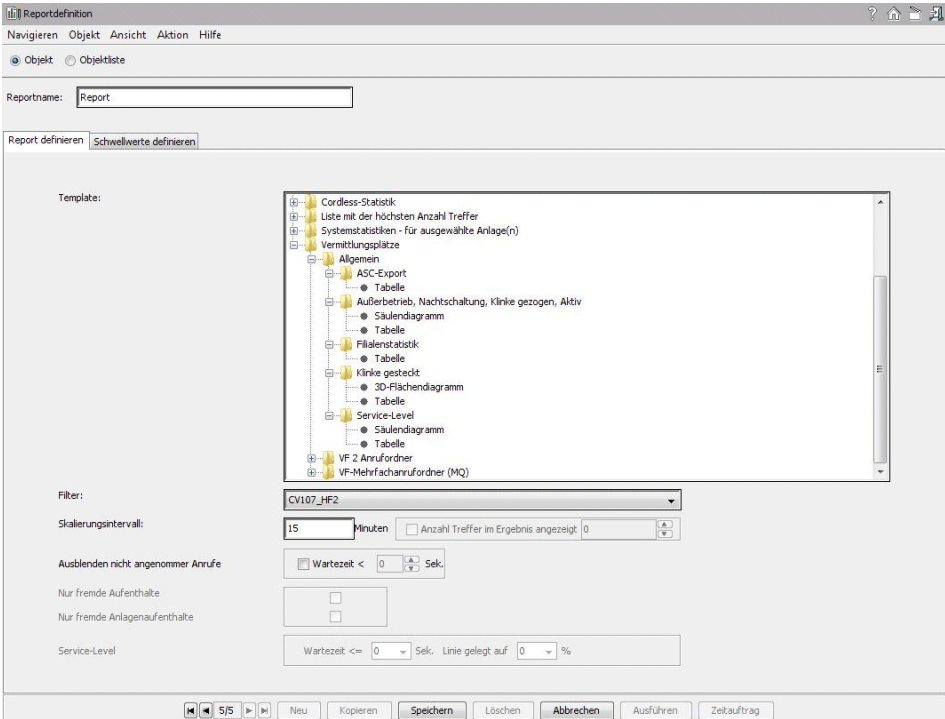 Reportdefinition
?
Navigieren Objekt Ansicht Aktion Hilfe
Objekt Objektliste
Reportname: Report
Report definieren Schwellwerte definieren
Template:
Cordless-Statistik
Liste mit der höchsten Anzahl Treffer
Systemstatistiken - für ausgewählte Anlage(n)
Vermittlungsplätze
Allgemein
ASC-Export
Tabelle
Außerbetrieb, Nachtschaltung, Klinke gezogen, Aktiv
Säulendiagramm
Tabelle
Filialenstatistik
Tabelle
Klinke gesteckt
3D-Flächendiagramm
Tabelle
Service-Level
Säulendiagramm
Tabelle
VF 2 Anrufordner
VF-Mehrfachanrufordner (MQ)
Filter: CV107_HF2
Skalierungsintervall: 15 Minuten Anzahl Treffer im Ergebnis angezeigt 0
Ausblenden nicht angenommer Anrufe Wartezeit < 0 Sek.
Nur fremde Aufenthalte
Nur fremde Anlagenaufenthalte
Service-Level Wartezeit <= 0 Sek. Linie gelegt auf 0 %
5/5 Neu Kopieren Speichern Löschen Abbrechen Ausführen Zeitauftrag